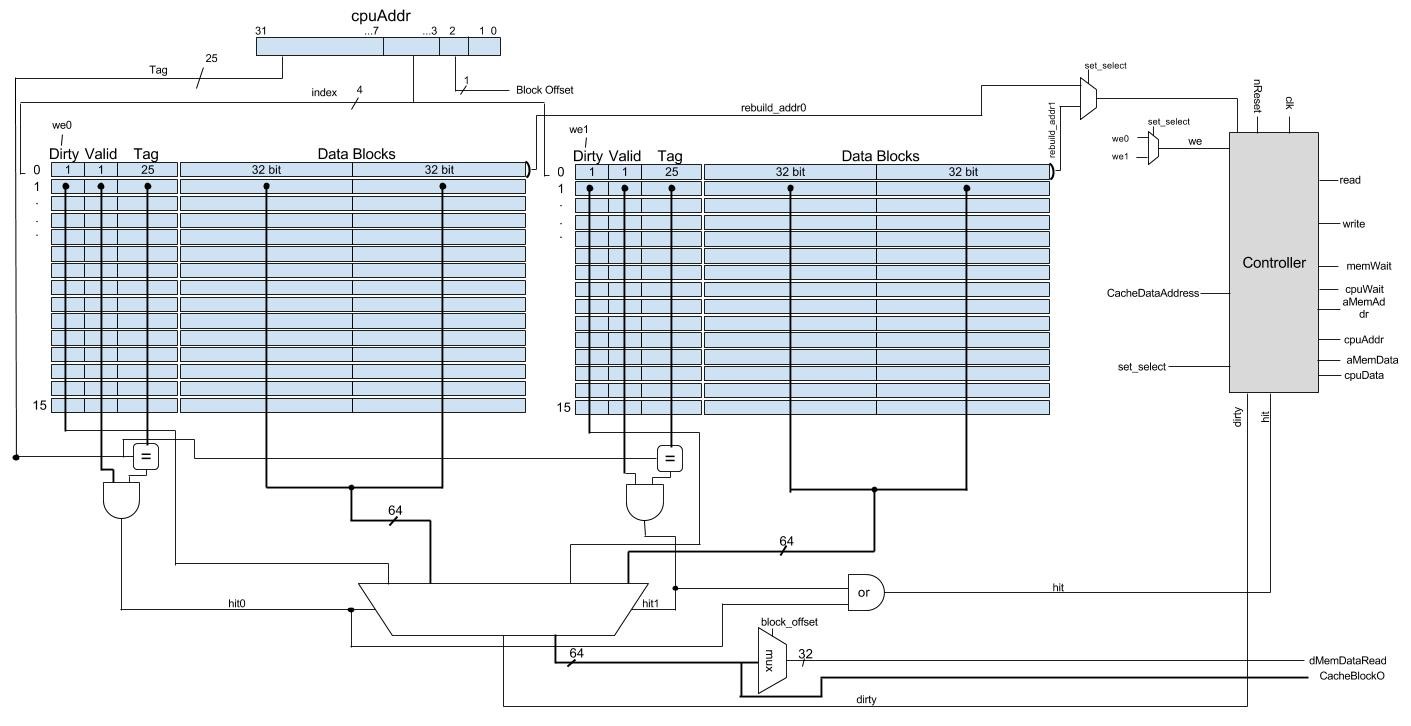 cpuAddr
31 ...7 ...3 2 1 0
25
Tag
index
4
1
Block Offset
rebuild_addr0
set_select
rebuild_addr1
nReset
clk
set_select
we0
we1
we
we0
Dirty Valid Tag Data Blocks
0 1 1 25 32 bit 32 bit
1
.
.
.
15
we1
Dirty Valid Tag Data Blocks
0 1 1 25 32 bit 32 bit
1
.
.
.
15
Controller
read
write
memWait
cpuWait
aMemAd
dr
cpuAddr
aMemData
cpuData
CacheDataAddress
set_select
dirty
hit
=
=
64
64
hit0
hit1
or
hit
block_offset
mux
64
32
dMemDataRead
CacheBlockO
dirty